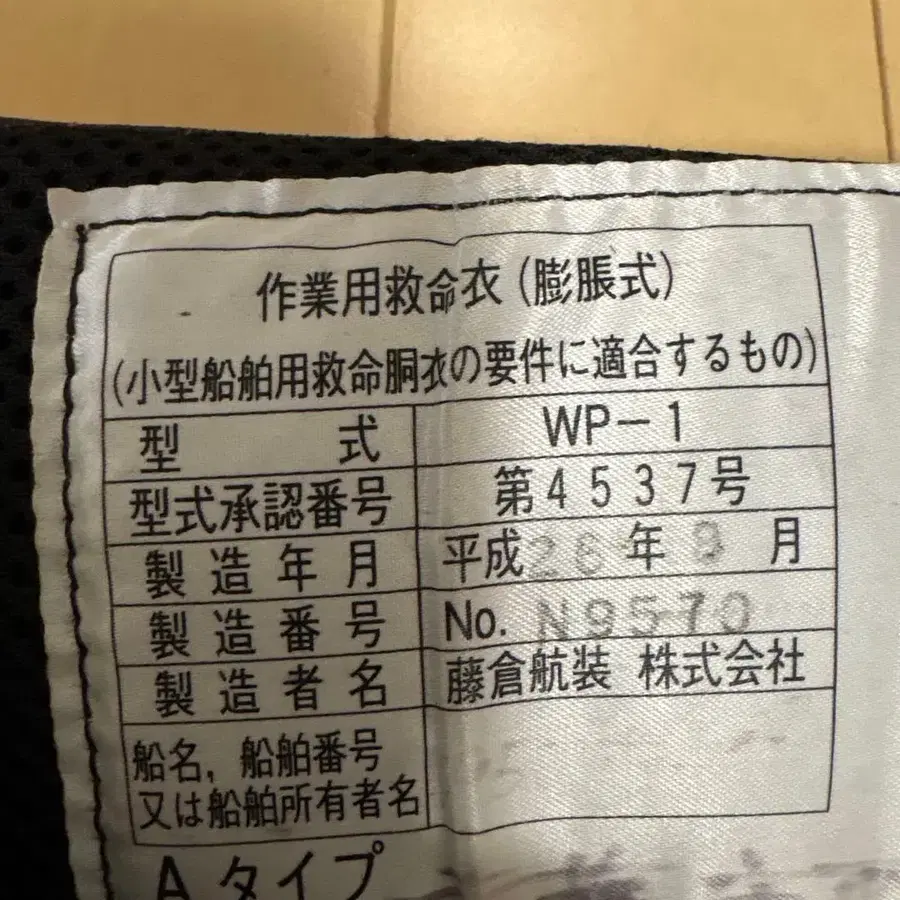 作業用救命衣(膨脹式)
(小型船舶用救命胴衣の要件に適合するもの)
型 式 WP-1
型式承認番号 第4537号
製造年月 平成26年9月
製造番号 No. N9570
製造者名 藤倉航装 株式会社
船名,船舶番号
又は船舶所有者名
Aタイプ